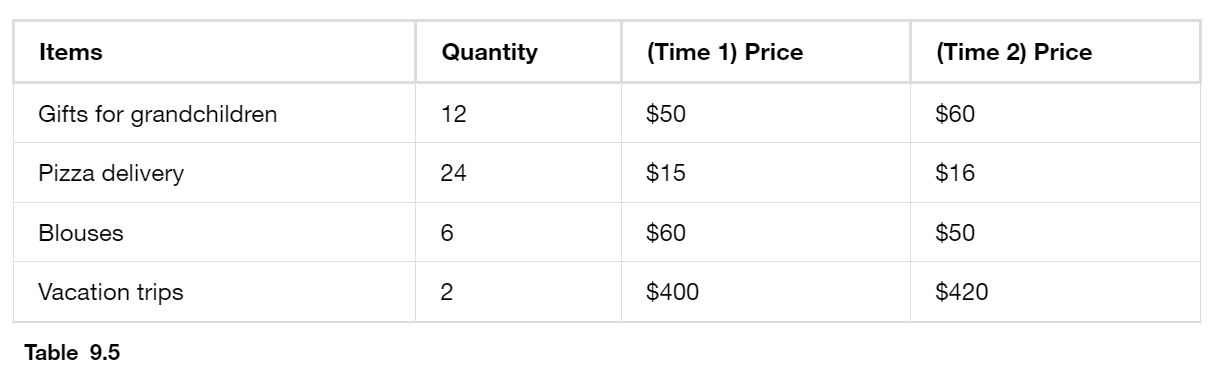 Items Quantity (Time 1) Price (Time 2) Price
Gifts for grandchildren 12 $50 $60
Pizza delivery 24 $15 $16
Blouses 6 $60 $50
Vacation trips 2 $400 $420
Table 9.5